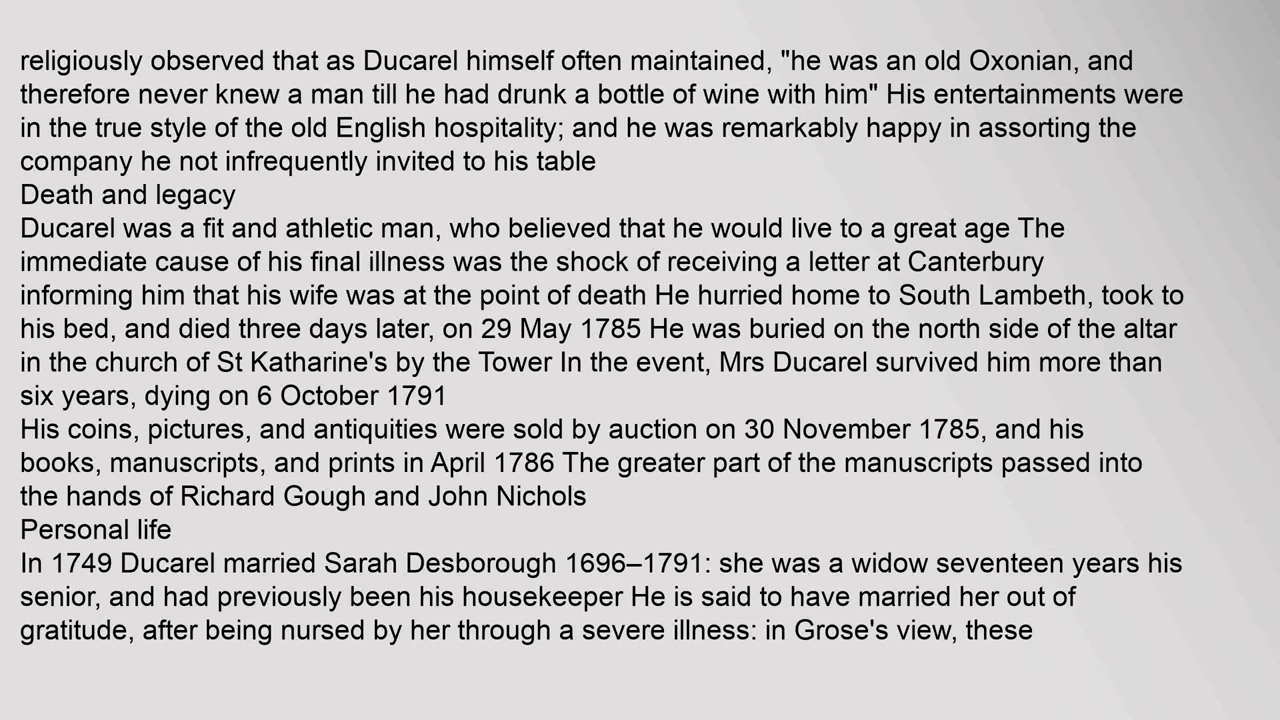 religiously observed that as Ducarel himself often maintained, "he was an old Oxonian, and
therefore never knew a man till he had drunk a bottle of wine with him" His entertainments were
in the true style of the old English hospitality; and he was remarkably happy in assorting the
company he not infrequently invited to his table
Death and legacy
Ducarel was a fit and athletic man, who believed that he would live to a great age The
immediate cause of his final illness was the shock of receiving a letter at Canterbury
informing him that his wife was at the point of death He hurried home to South Lambeth, took to
his bed, and died three days later, on 29 May 1785 He was buried on the north side of the altar
in the church of St Katharine's by the Tower In the event, Mrs Ducarel survived him more than
six years, dying on 6 October 1791
His coins, pictures, and antiquities were sold by auction on 30 November 1785, and his
books, manuscripts, and prints in April 1786 The greater part of the manuscripts passed into
the hands of Richard Gough and John Nichols
Personal life
In 1749 Ducarel married Sarah Desborough 1696–1791: she was a widow seventeen years his
senior, and had previously been his housekeeper He is said to have married her out of
gratitude, after being nursed by her through a severe illness: in Grose's view, these